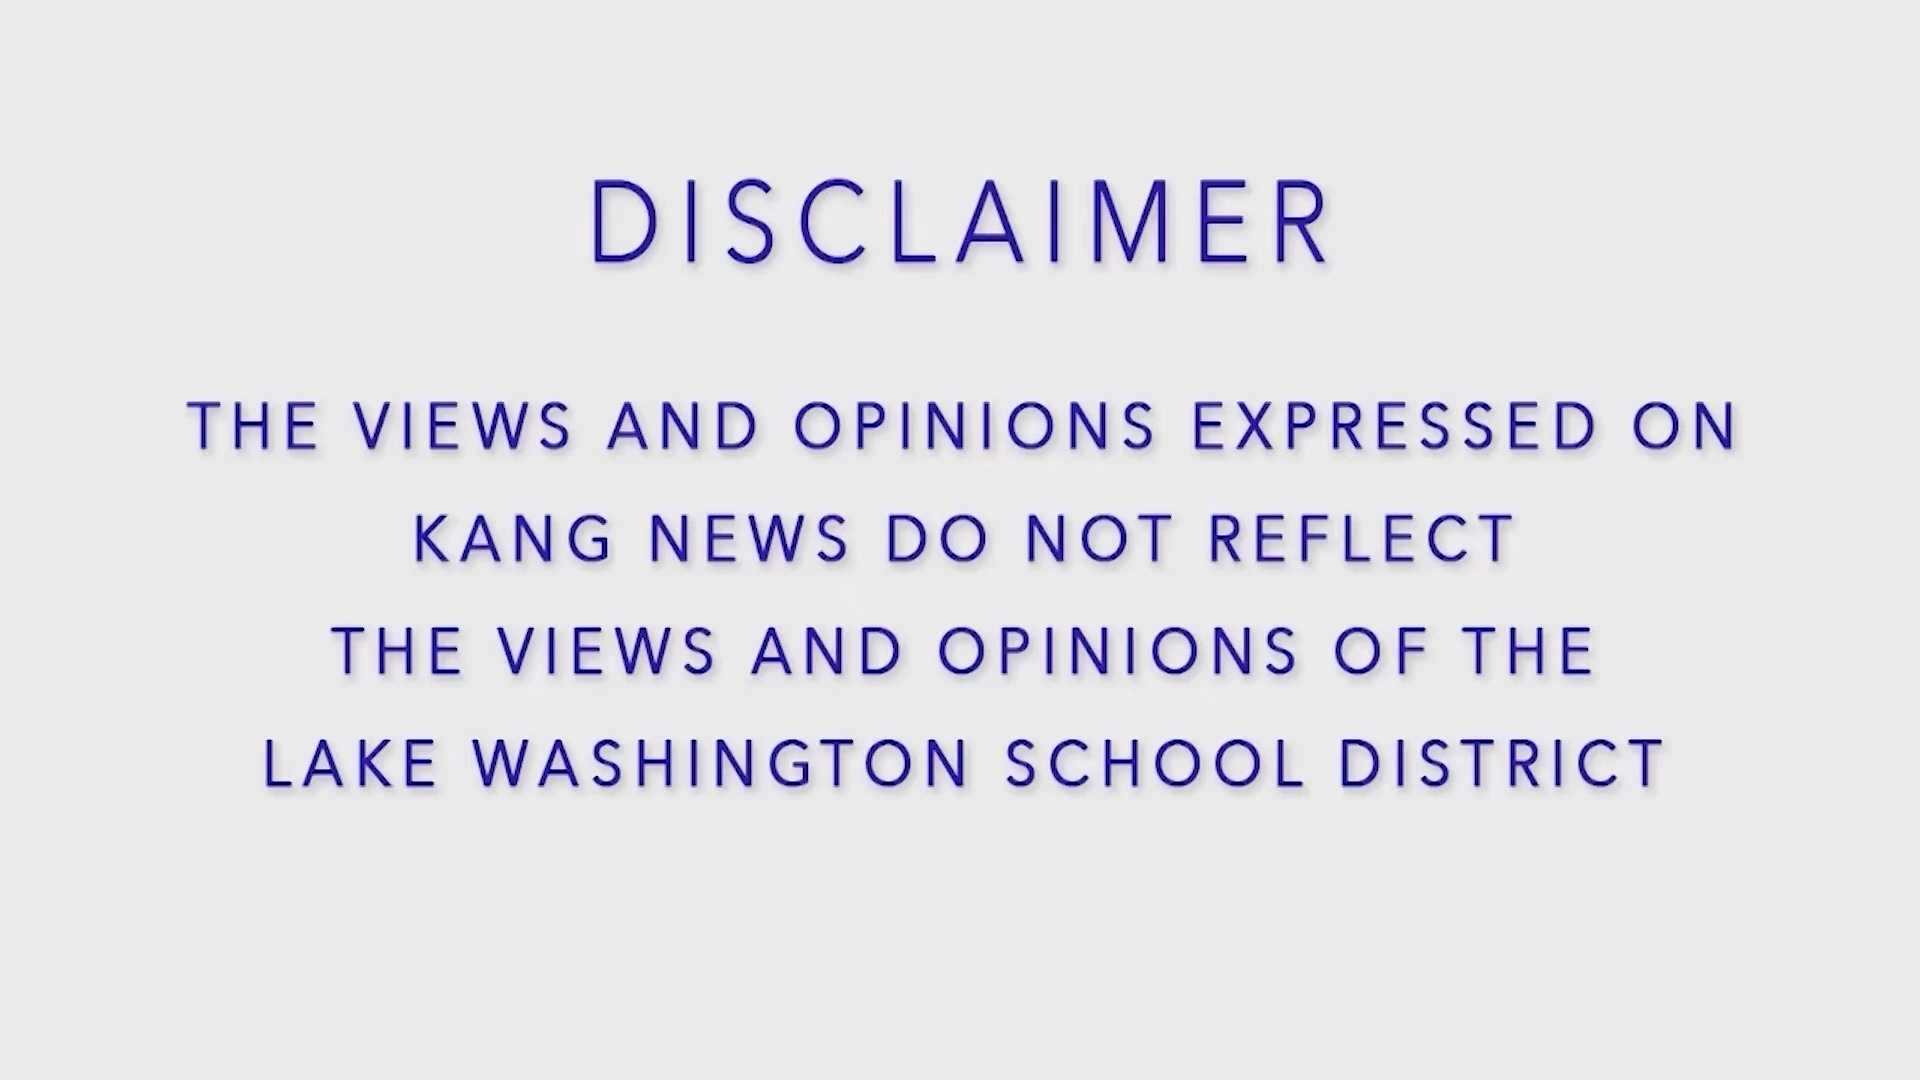 DISCLAIMER
THE VIEWS AND OPINIONS EXPRESSED ON
KANG NEWS DO NOT REFLECT
THE VIEWS AND OPINIONS OF THE
LAKE WASHINGTON SCHOOL DISTRICT